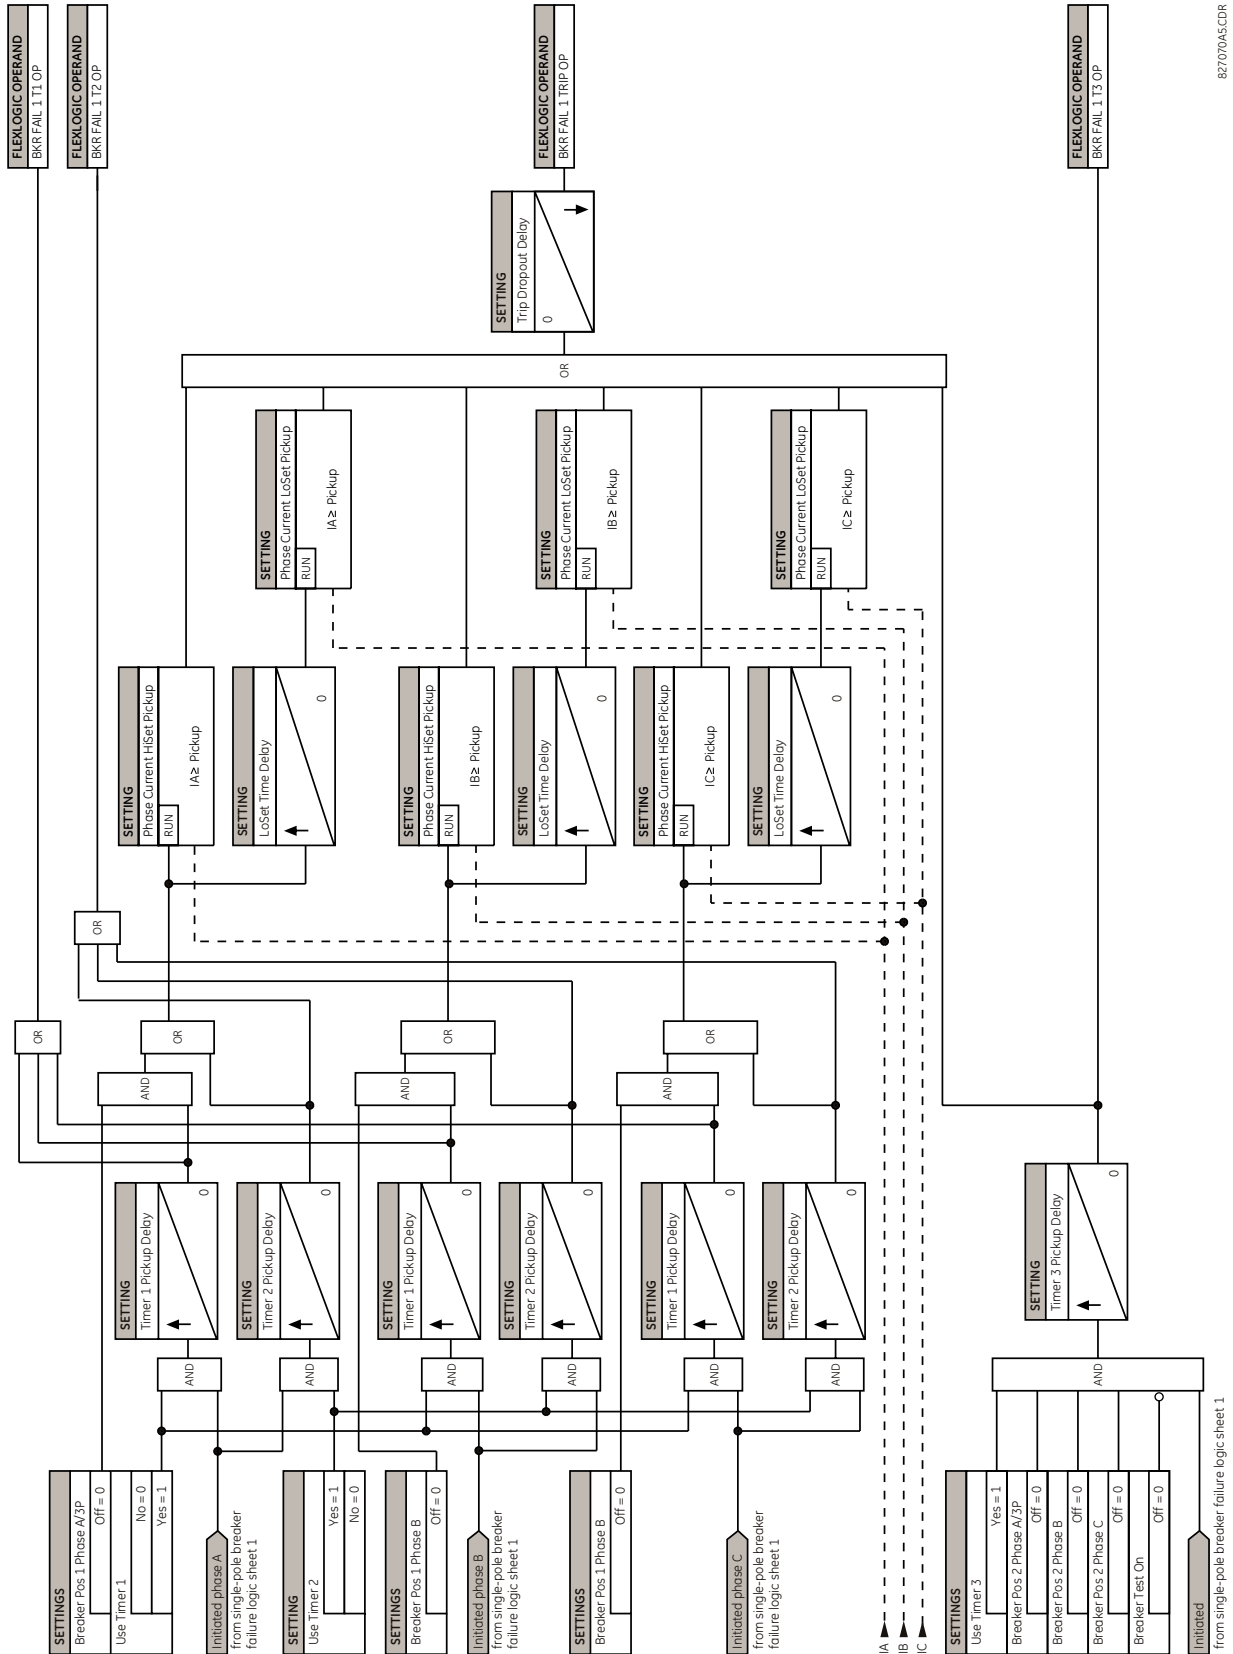 SETTINGS
Breaker Pos 1 Phase A/3P
Off = 0
Use Timer 1
No = 0
Yes = 1
Initiated phase A
from single-pole breaker
failure logic sheet 1
SETTING
Use Timer 2
Yes = 1
No = 0
SETTINGS
Breaker Pos 1 Phase B
Off = 0
Initiated phase B
from single-pole breaker
failure logic sheet 1
SETTING
Breaker Pos 1 Phase B
Off = 0
Initiated phase C
from single-pole breaker
failure logic sheet 1
IA
IB
IC
SETTINGS
Use Timer 3
Yes = 1
Breaker Pos 2 Phase A/3P
Off = 0
Breaker Pos 2 Phase B
Off = 0
Breaker Pos 2 Phase C
Off = 0
Breaker Test On
Off = 0
Initiated
from single-pole breaker failure logic sheet 1
AND
AND
AND
AND
AND
AND
AND
SETTING
Timer 1 Pickup Delay
0
SETTING
Timer 2 Pickup Delay
0
SETTING
Timer 1 Pickup Delay
0
SETTING
Timer 2 Pickup Delay
0
SETTING
Timer 1 Pickup Delay
0
SETTING
Timer 2 Pickup Delay
0
SETTING
Timer 3 Pickup Delay
0
AND
AND
AND
OR
OR
OR
OR
OR
SETTING
Phase Current HiSet Pickup
RUN
IA ≥ Pickup
SETTING
LoSet Time Delay
0
SETTING
Phase Current HiSet Pickup
RUN
IB ≥ Pickup
SETTING
LoSet Time Delay
0
SETTING
Phase Current HiSet Pickup
RUN
IC ≥ Pickup
SETTING
LoSet Time Delay
0
SETTING
Phase Current LoSet Pickup
RUN
IA ≥ Pickup
SETTING
Phase Current LoSet Pickup
RUN
IB ≥ Pickup
SETTING
Phase Current LoSet Pickup
RUN
IC ≥ Pickup
OR
SETTING
Trip Dropout Delay
0
FLEXLOGIC OPERAND
BKR FAIL 1 T1 OP
FLEXLOGIC OPERAND
BKR FAIL 1 T2 OP
FLEXLOGIC OPERAND
BKR FAIL 1 TRIP OP
FLEXLOGIC OPERAND
BKR FAIL 1 T3 OP
827070A5.CDR